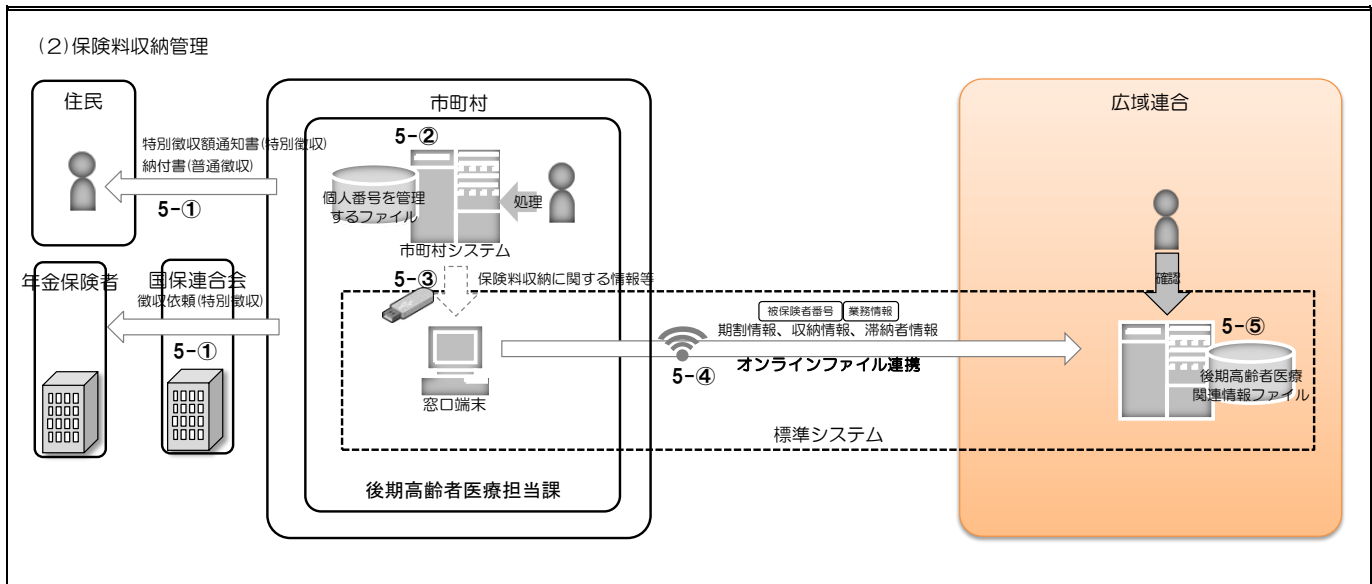 (2)保険料収納管理
住民
特別徴収額通知書(特別徴収)
納付書(普通徴収)
5-①
年金保険者
国保連合会
徴収依頼(特別徴収)
5-①
市町村
5-②
個人番号を管理
するファイル
処理
市町村システム
5-③
保険料収納に関する情報等
窓口端末
後期高齢者医療担当課
被保険者番号 業務情報
期割情報、収納情報、滞納者情報
5-④
オンラインファイル連携
標準システム
広域連合
確認
5-⑤
後期高齢者医療
関連情報ファイル